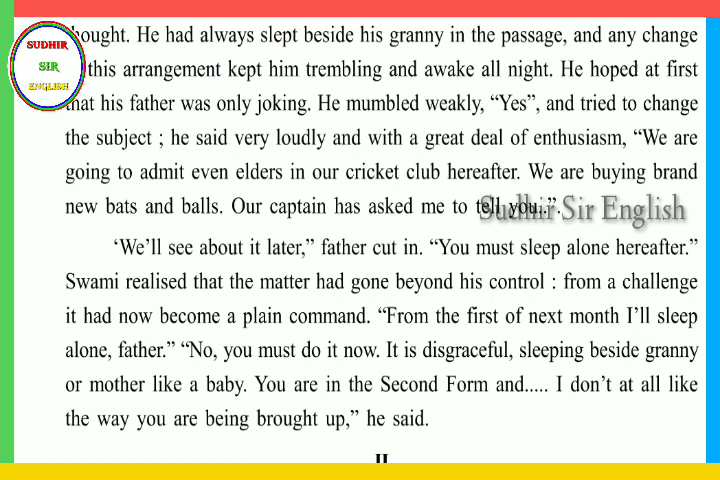 SUDHIR
SIR
ENGLISH
thought. He had always slept beside his granny in the passage, and any change
this arrangement kept him trembling and awake all night. He hoped at first
that his father was only joking. He mumbled weakly, “Yes”, and tried to change
the subject ; he said very loudly and with a great deal of enthusiasm, “We are
going to admit even elders in our cricket club hereafter. We are buying brand
new bats and balls. Our captain has asked me to tell you..”.
Sudhir Sir English
‘We’ll see about it later,” father cut in. “You must sleep alone hereafter.”
Swami realised that the matter had gone beyond his control : from a challenge
it had now become a plain command. “From the first of next month I’ll sleep
alone, father.” “No, you must do it now. It is disgraceful, sleeping beside granny
or mother like a baby. You are in the Second Form and..... I don’t at all like
the way you are being brought up,” he said.
II